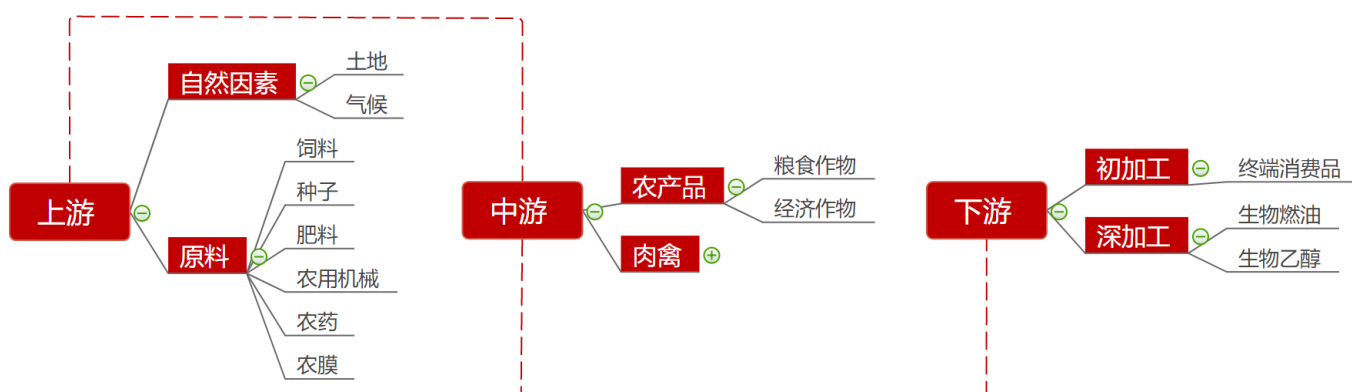 上游
自然因素
土地
气候
原料
饲料
种子
肥料
农用机械
农药
农膜
中游
农产品
粮食作物
经济作物
肉禽
下游
初加工
终端消费品
深加工
生物燃油
生物乙醇